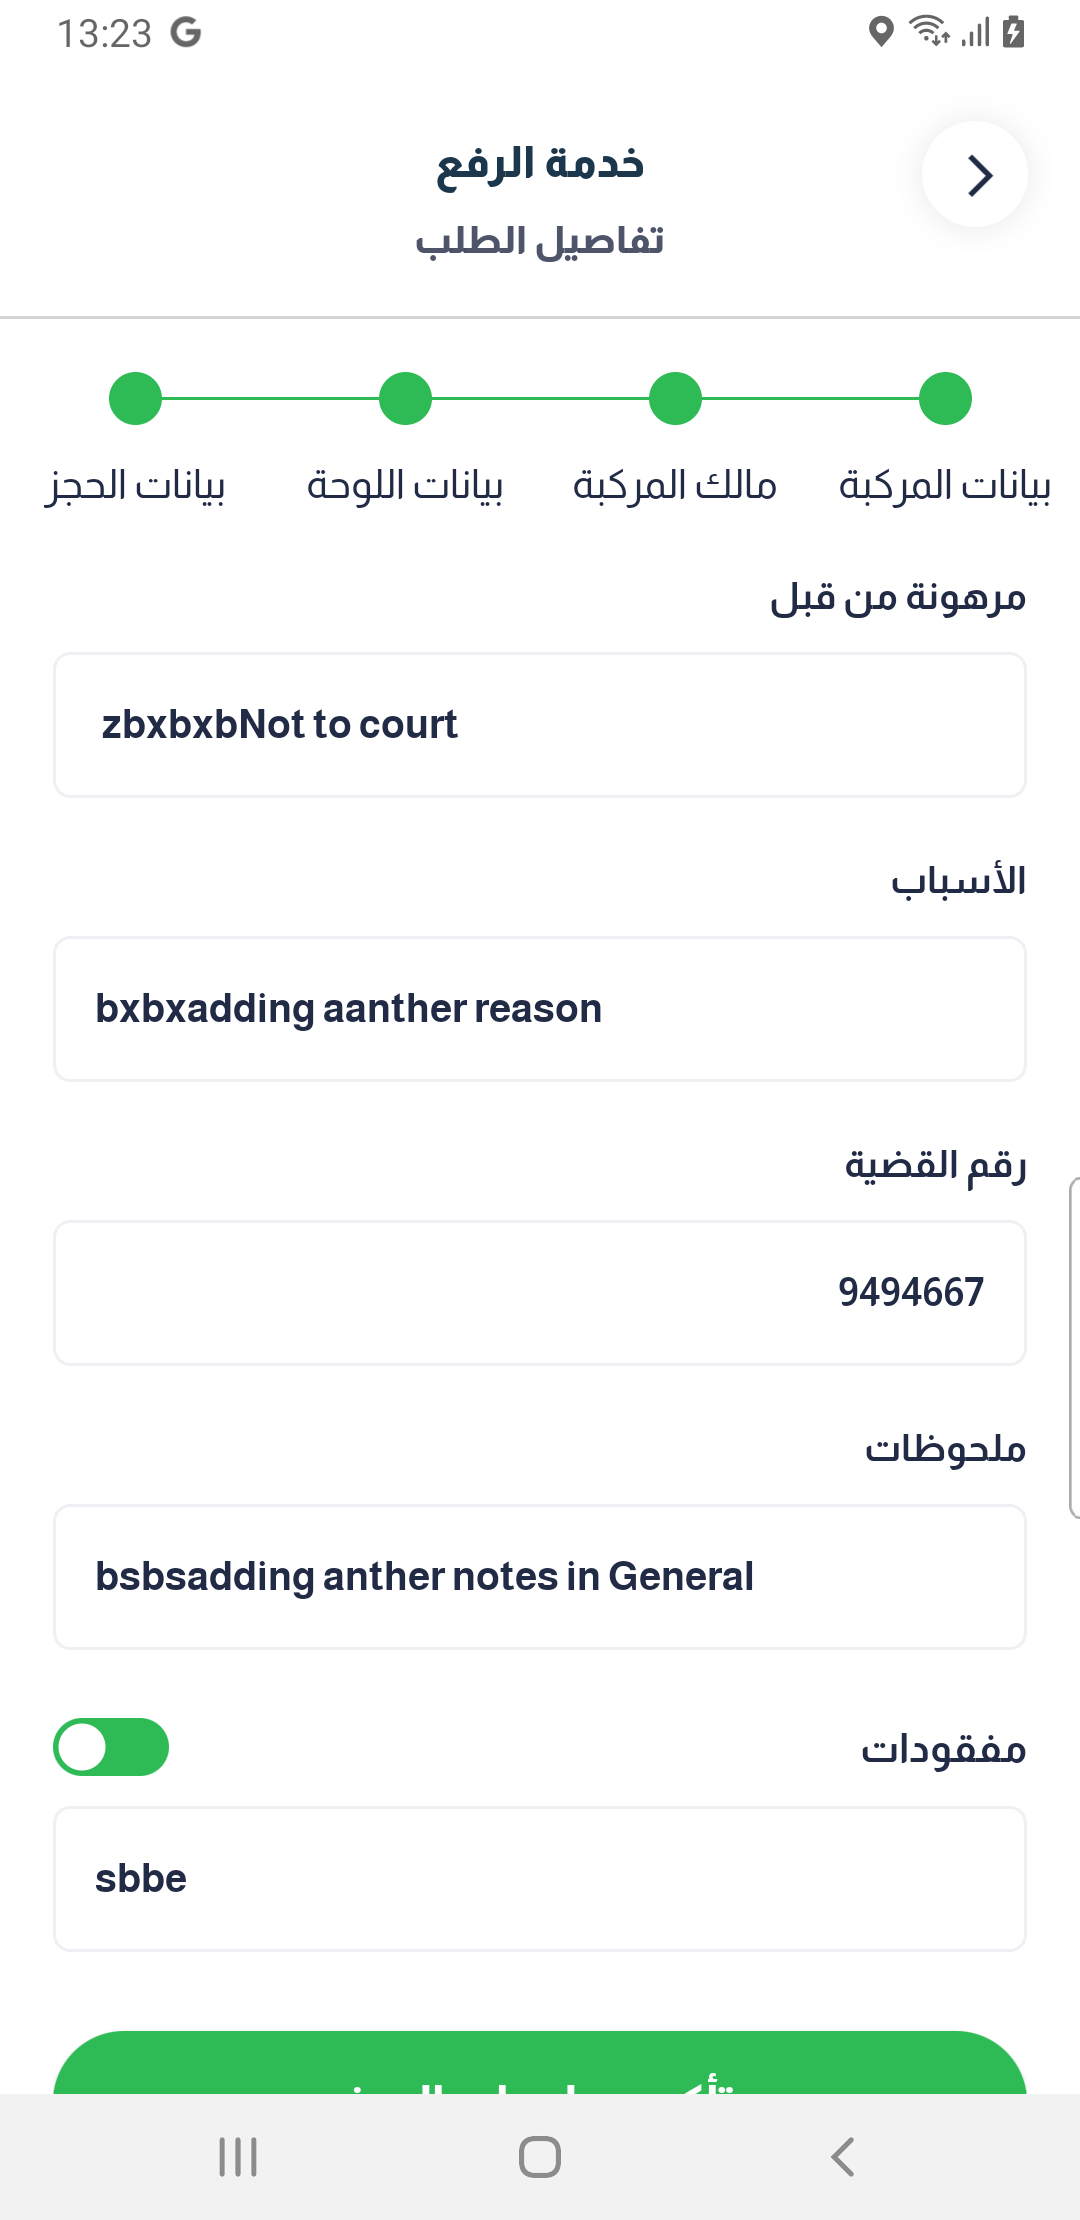 13:23
خدمة الرفع
تفاصيل الطلب
بيانات المركبة
مالك المركبة
بيانات اللوحة
بيانات الحجز
مرهونة من قبل
zbxbxbNot to court
الأسباب
bxbxadding aanther reason
رقم القضية
9494667
ملحوظات
bsbsadding anther notes in General
مفقودات
sbbe